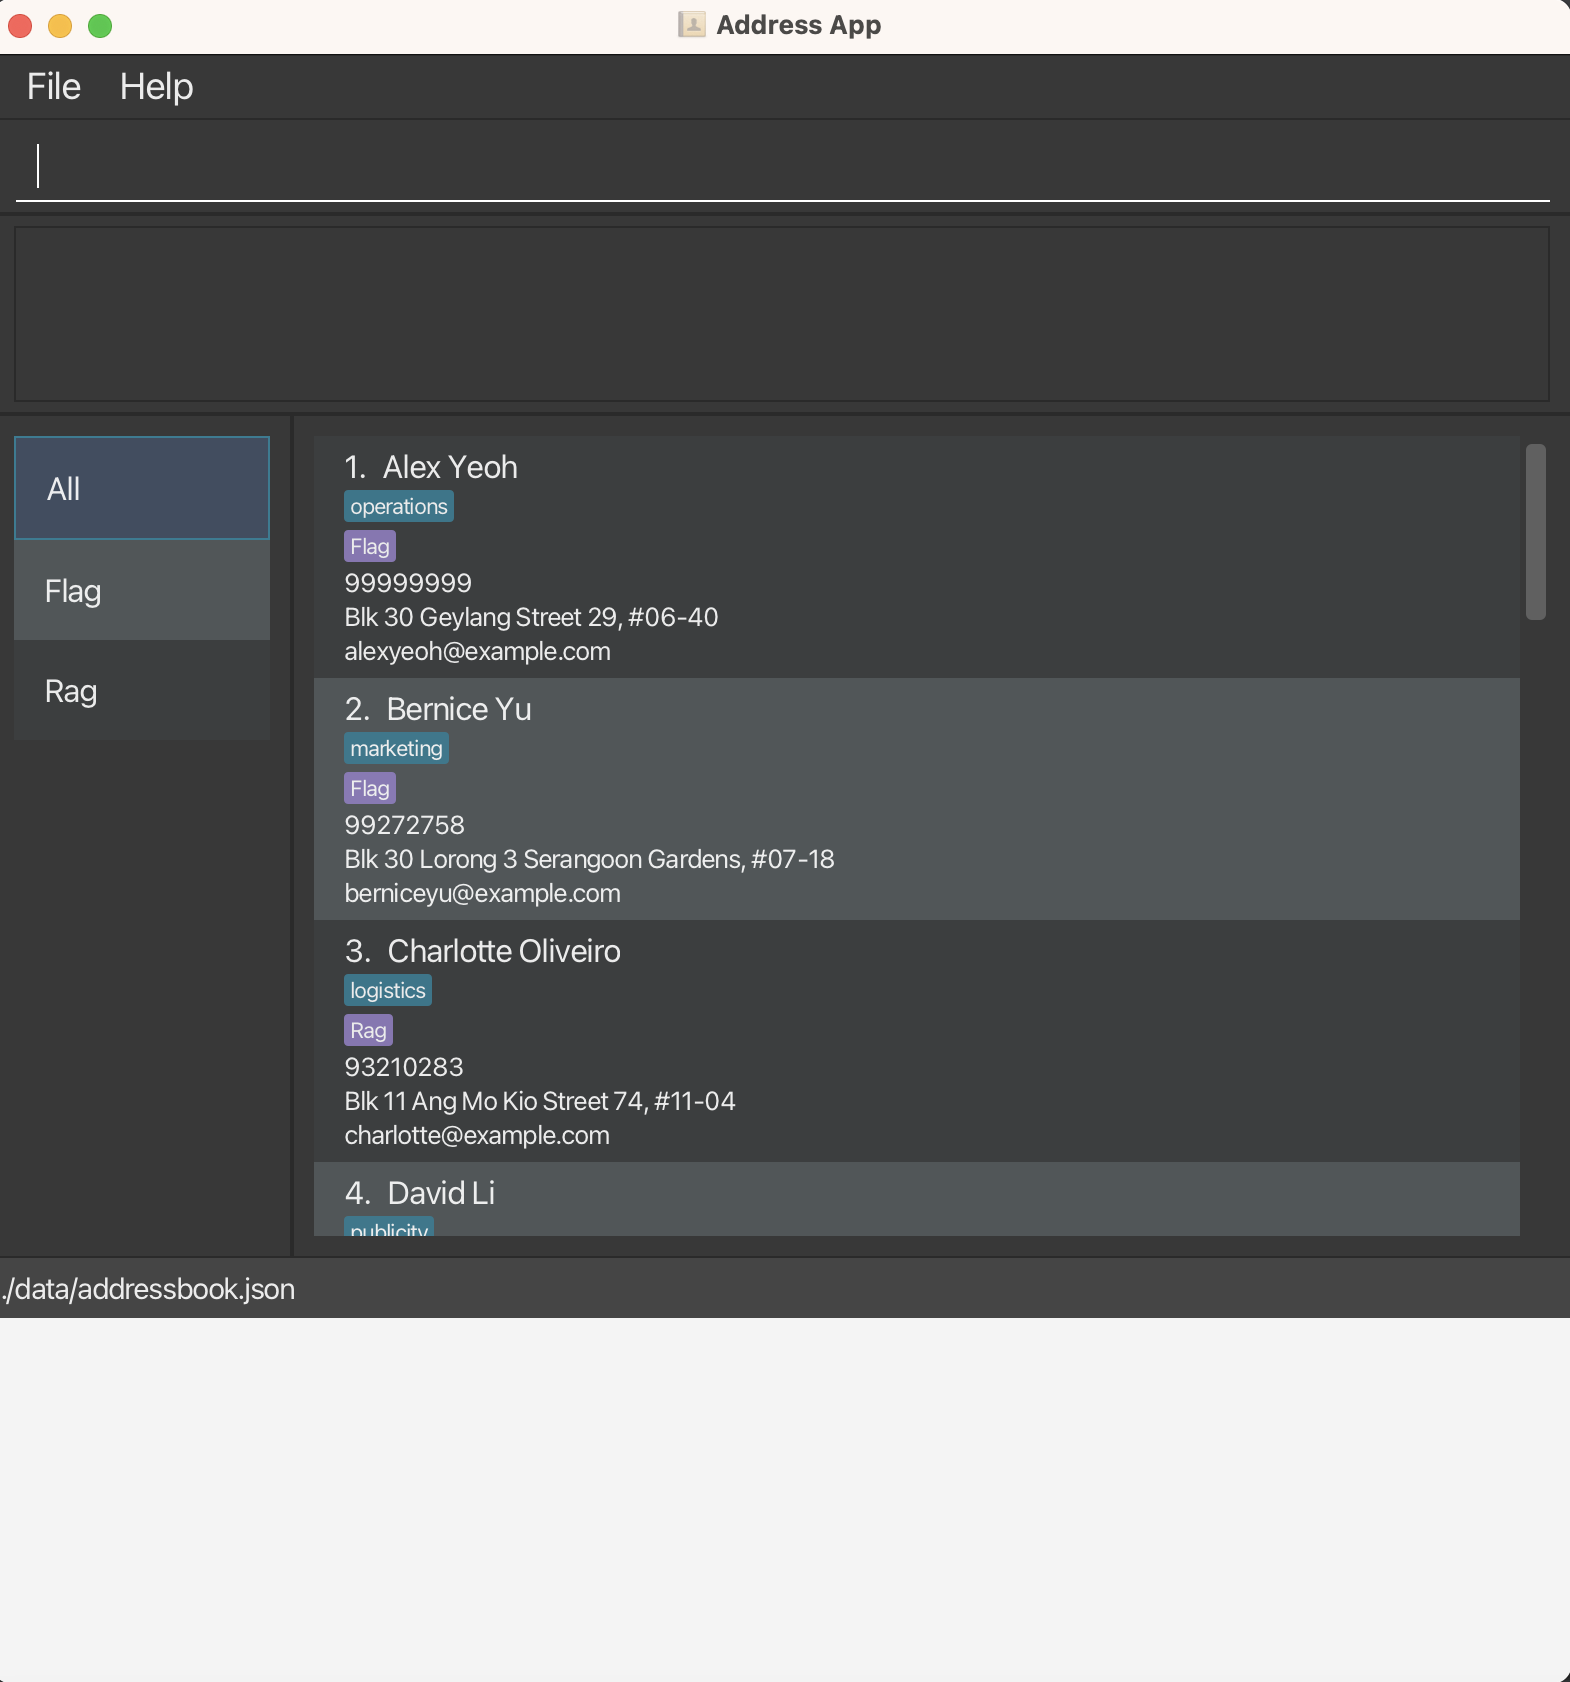 Address App
File Help
All
Flag
Rag
1. Alex Yeoh
operations
Flag
99999999
Blk 30 Geylang Street 29, #06-40
alexyeoh@example.com
2. Bernice Yu
marketing
Flag
99272758
Blk 30 Lorong 3 Serangoon Gardens, #07-18
berniceyu@example.com
3. Charlotte Oliveiro
logistics
Rag
93210283
Blk 11 Ang Mo Kio Street 74, #11-04
charlotte@example.com
4. David Li
publicity
./data/addressbook.json